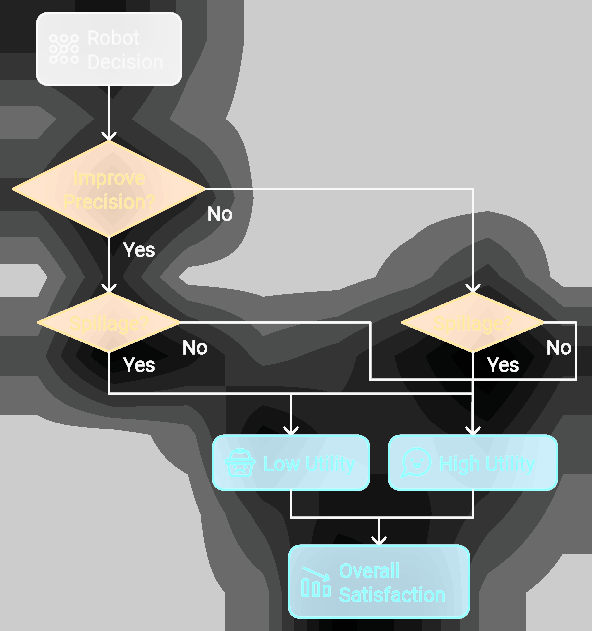 Robot
Decision
Improve
Precision?
No
Yes
Spillage?
Spillage?
No
No
Yes
Yes
Low Utility
High Utility
Overall
Satisfaction